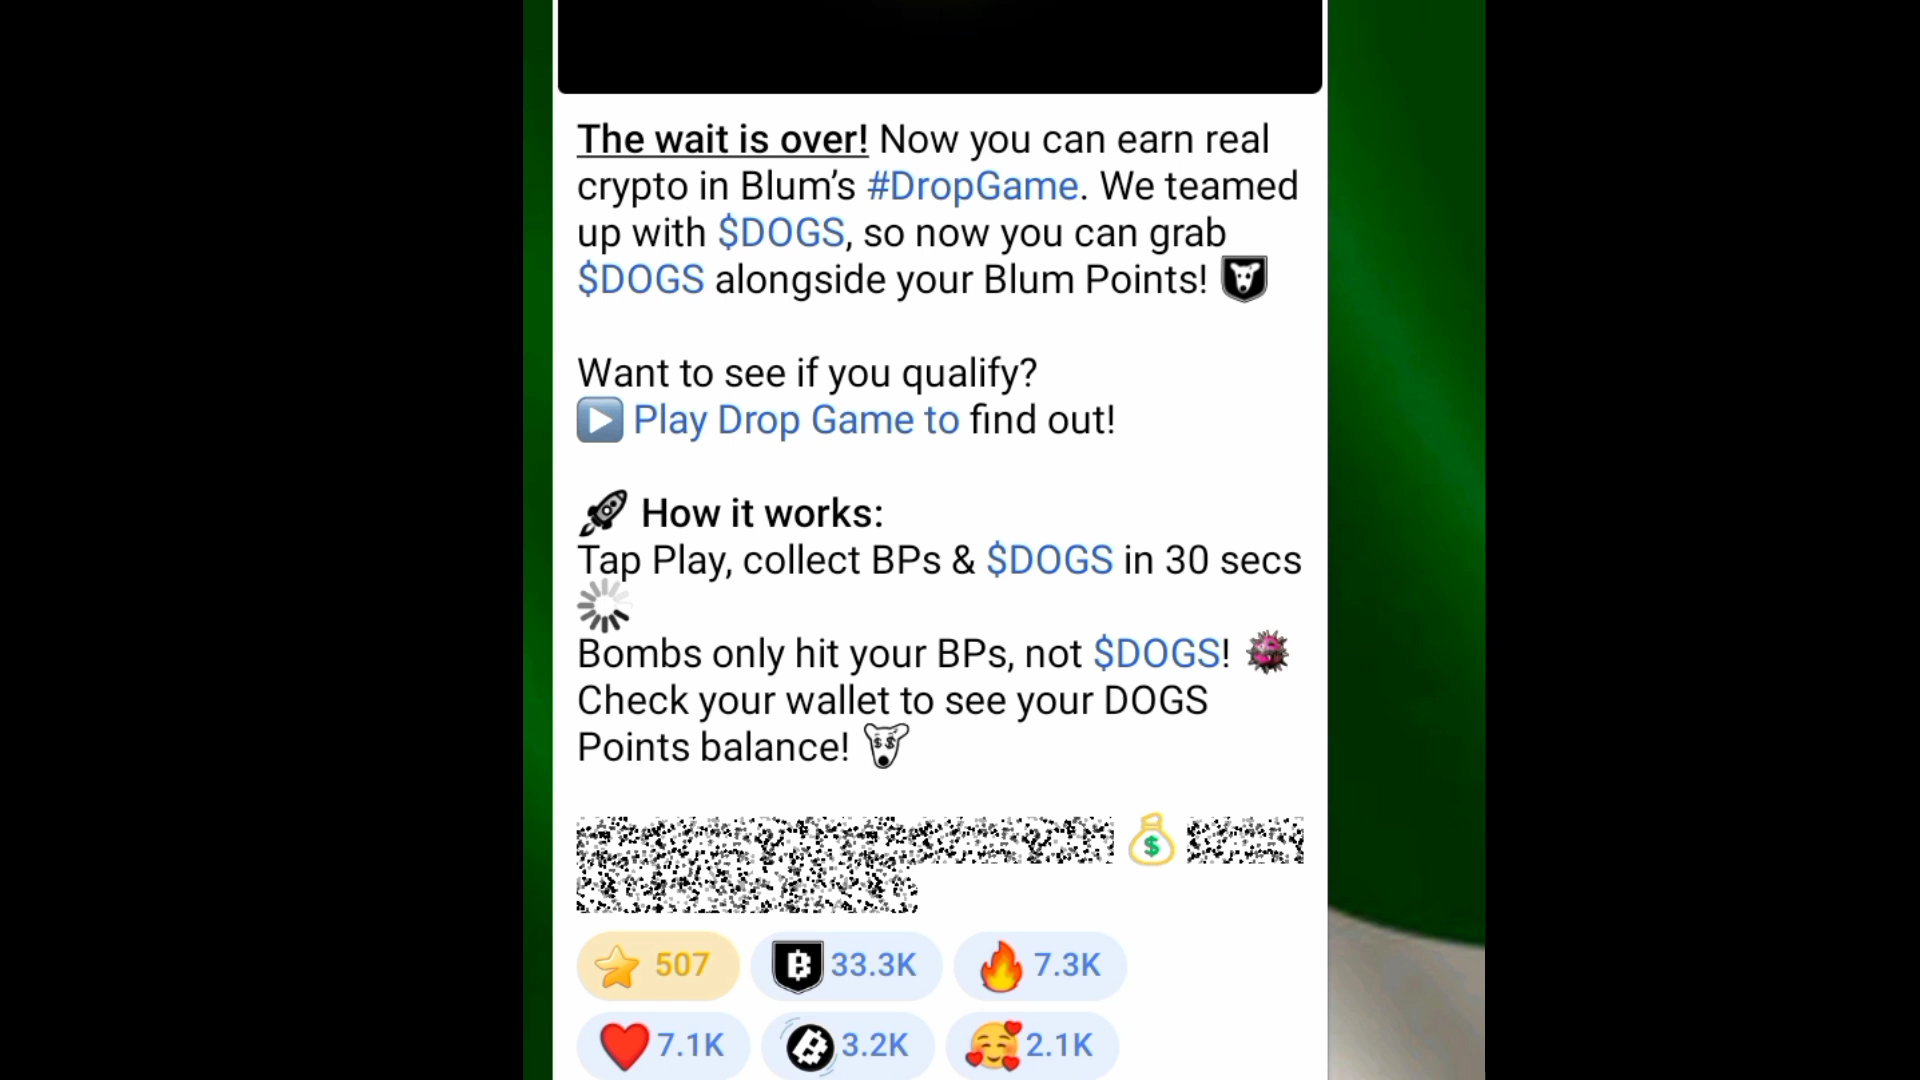 The wait is over! Now you can earn real
crypto in Blum’s #DropGame. We teamed
up with $DOGS, so now you can grab
$DOGS alongside your Blum Points!
Want to see if you qualify?
Play Drop Game to find out!
How it works:
Tap Play, collect BPs & $DOGS in 30 secs
Bombs only hit your BPs, not $DOGS!
Check your wallet to see your DOGS
Points balance!
507 33.3K 7.3K
7.1K 3.2K 2.1K